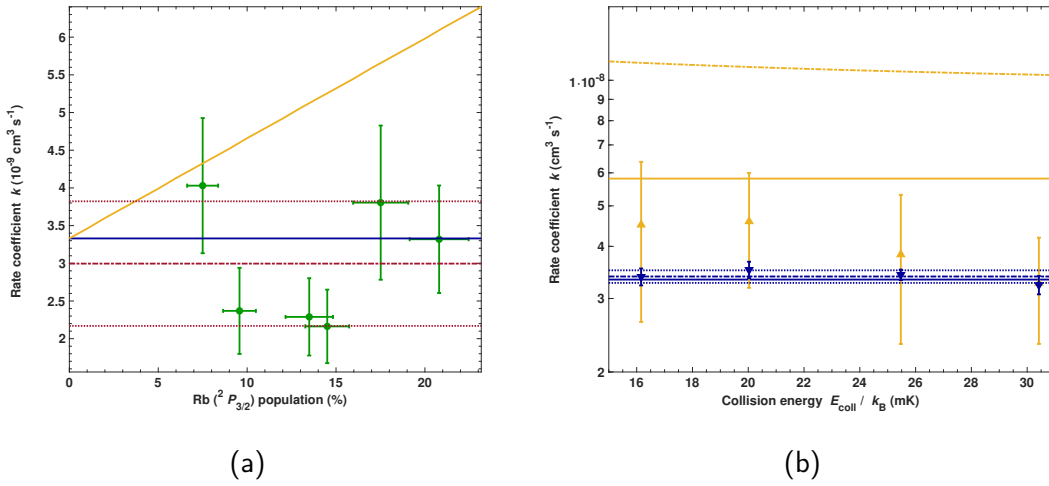 6
5.5
5
4.5
4
3.5
3
2.5
2
Rate coefficient k (10⁻⁹ cm³ s⁻¹)
0 5 10 15 20
Rb (² P₃/₂) population (%)
(a)
1·10⁻⁸
9
8
7
6
5
4
3
2
Rate coefficient k (cm³ s⁻¹)
16 18 20 22 24 26 28 30
Collision energy E_coll / k_B (mK)
(b)